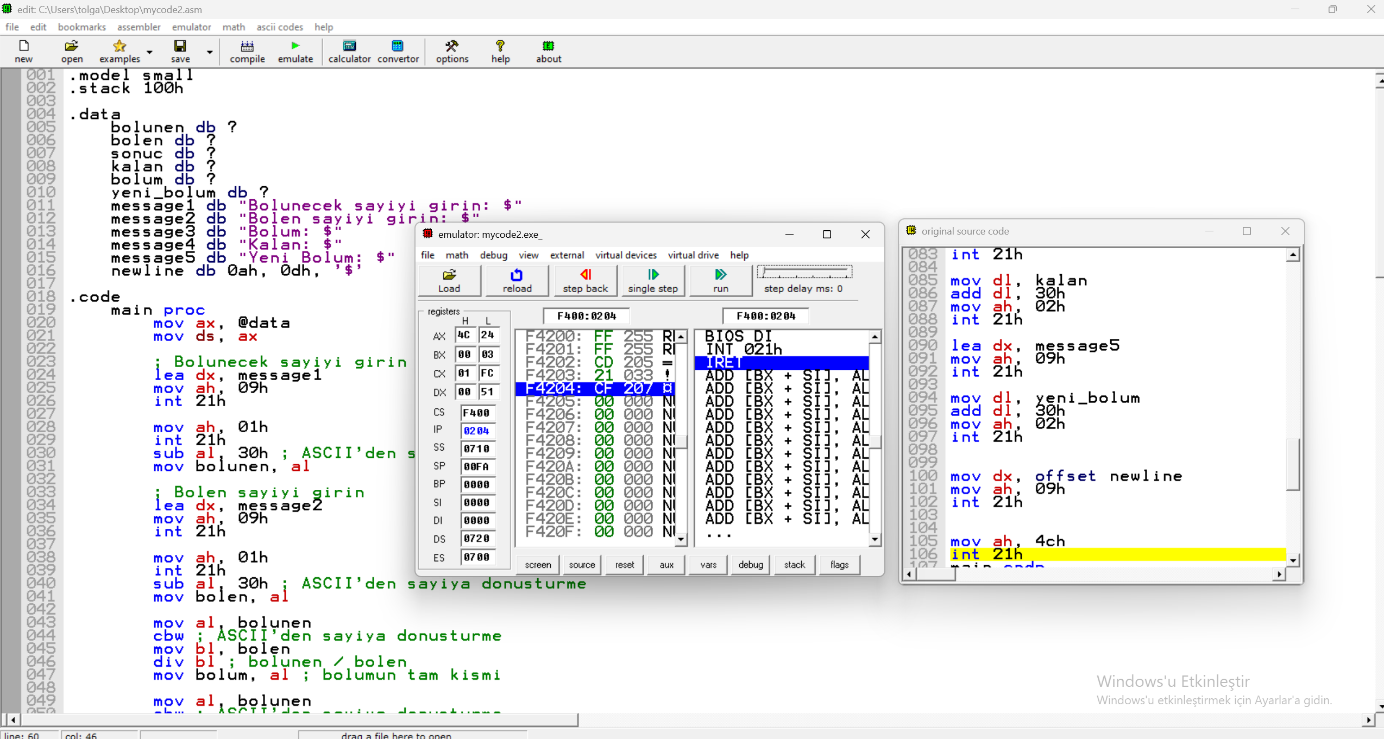 edit: C:\Users\tolga\Desktop\mycode2.asm
file edit bookmarks assembler emulator math ascii codes help
new open examples save compile emulate calculator convertor options help about
001 .model small
002 .stack 100h
003
004 .data
005 bolunen db ?
006 bolen db ?
007 sonuc db ?
008 kalan db ?
009 bolum db ?
010 yeni_bolum db ?
011 message1 db "Bolunecek sayiyi girin: $"
012 message2 db "Bolen sayiyi girin: $"
013 message3 db "Bolum: $"
014 message4 db "Kalan: $"
015 message5 db "Yeni Bolum: $"
016 newline db 0ah, 0dh, '$'
017
018 .code
019 main proc
020 mov ax, @data
021 mov ds, ax
022
023 ; Bolunecek sayiyi girin
024 lea dx, message1
025 mov ah, 09h
026 int 21h
027
028 mov ah, 01h
029 int 21h
030 sub al, 30h ; ASCII'den s
031 mov bolunen, al
032
033 ; Bolen sayiyi girin
034 lea dx, message2
035 mov ah, 09h
036 int 21h
037
038 mov ah, 01h
039 int 21h
040 sub al, 30h ; ASCII'den sayiya donusturme
041 mov bolen, al
042
043 mov al, bolunen
044 cbw ; ASCII'den sayiya donusturme
045 mov bl, bolen
046 div bl ; bolunen / bolen
047 mov bolum, al ; bolumun tam kismi
048
049 mov al, bolunen
050 cbw ; ASCII'den sayiya donusturme
line: 60 col: 46 drag a file here to open
emulator: mycode2.exe_
file math debug view external virtual devices virtual drive help
Load reload step back single step run step delay ms: 0
registers
F400:0204 F400:0204
H L
AX 4C 24
BX 00 03
CX 01 FC
DX 00 51
CS F400
IP 0204
SS 0710
SP 00FA
BP 0000
SI 0000
DI 0000
DS 0720
ES 0700
F4200: FF 255 R
F4201: FF 255 R
F4202: CD 205 =
F4203: 21 033 !
F4204: CF 207 ¤
F4205: 00 000 N
F4206: 00 000 N
F4207: 00 000 N
F4208: 00 000 N
F4209: 00 000 N
F420A: 00 000 N
F420B: 00 000 N
F420C: 00 000 N
F420D: 00 000 N
F420E: 00 000 N
F420F: 00 000 N
BIOS DI
INT 021h
IRET
ADD [BX + SI], AL
ADD [BX + SI], AL
ADD [BX + SI], AL
ADD [BX + SI], AL
ADD [BX + SI], AL
ADD [BX + SI], AL
ADD [BX + SI], AL
ADD [BX + SI], AL
ADD [BX + SI], AL
ADD [BX + SI], AL
ADD [BX + SI], AL
ADD [BX + SI], AL
...
screen source reset aux vars debug stack flags
original source code
083 int 21h
084
085 mov dl, kalan
086 add dl, 30h
087 mov ah, 02h
088 int 21h
089
090 lea dx, message5
091 mov ah, 09h
092 int 21h
093
094 mov dl, yeni_bolum
095 add dl, 30h
096 mov ah, 02h
097 int 21h
098
099
100 mov dx, offset newline
101 mov ah, 09h
102 int 21h
103
104
105 mov ah, 4ch
106 int 21h
107 main endp
Windows'u Etkinleştir
Windows'u etkinleştirmek için Ayarlar'a gidin.